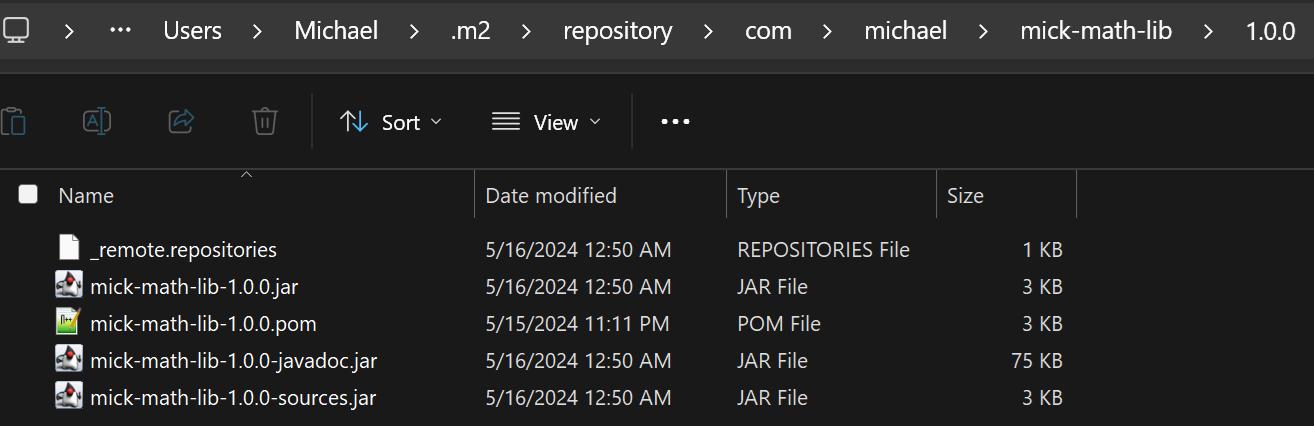 Users > Michael > .m2 > repository > com > michael > mick-math-lib > 1.0.0
Sort View
Name Date modified Type Size
_remote.repositories 5/16/2024 12:50 AM REPOSITORIES File 1 KB
mick-math-lib-1.0.0.jar 5/16/2024 12:50 AM JAR File 3 KB
mick-math-lib-1.0.0.pom 5/15/2024 11:11 PM POM File 3 KB
mick-math-lib-1.0.0-javadoc.jar 5/16/2024 12:50 AM JAR File 75 KB
mick-math-lib-1.0.0-sources.jar 5/16/2024 12:50 AM JAR File 3 KB